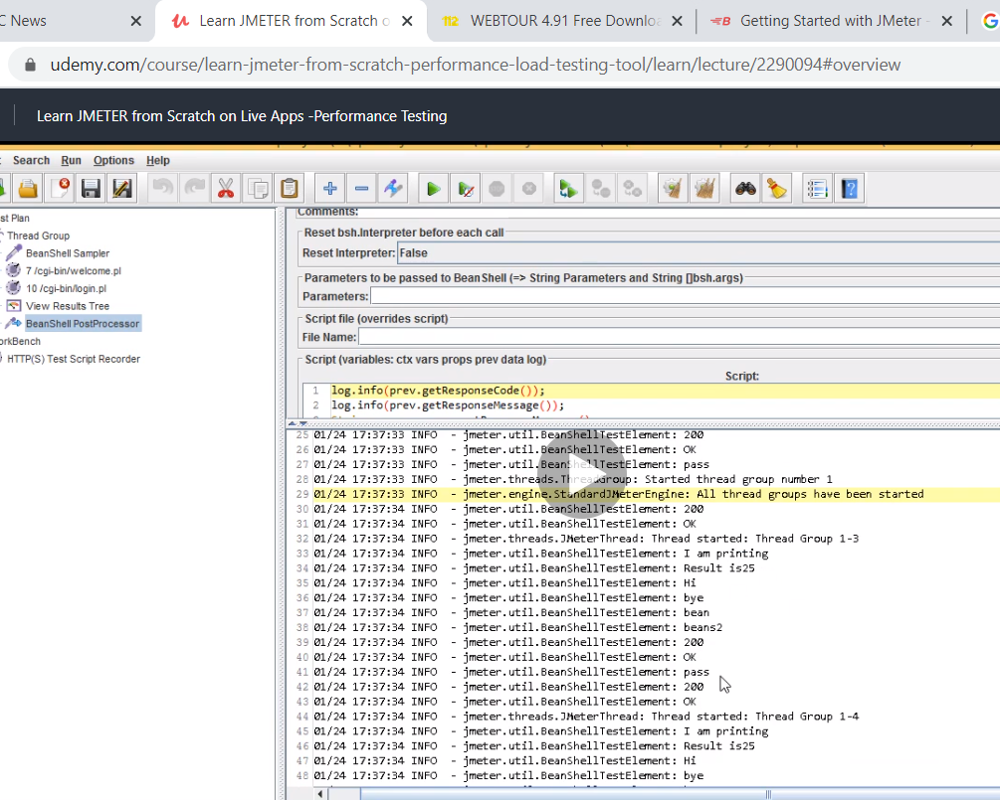 C News
Learn JMETER from Scratch o
WEBTOUR 4.91 Free Downlo
Getting Started with JMeter -
udemy.com/course/learn-jmeter-from-scratch-performance-load-testing-tool/learn/lecture/2290094#overview
Learn JMETER from Scratch on Live Apps -Performance Testing
Search Run Options Help
st Plan
Thread Group
BeanShell Sampler
7 /cgi-bin/welcome.pl
10 /cgi-bin/login.pl
View Results Tree
BeanShell PostProcessor
orkBench
HTTP(S) Test Script Recorder
Comments:
Reset bsh.Interpreter before each call
Reset Interpreter: False
Parameters to be passed to BeanShell (=> String Parameters and String []bsh.args)
Parameters:
Script file (overrides script)
File Name:
Script (variables: ctx vars props prev data log)
Script:
1 log.info(prev.getResponseCode());
2 log.info(prev.getResponseMessage());
25 01/24 17:37:33 INFO - jmeter.util.BeanShellTestElement: 200
26 01/24 17:37:33 INFO - jmeter.util.BeanShellTestElement: OK
27 01/24 17:37:33 INFO - jmeter.util.BeanShellTestElement: pass
28 01/24 17:37:33 INFO - jmeter.threads.ThreadGroup: Started thread group number 1
29 01/24 17:37:33 INFO - jmeter.engine.StandardJMeterEngine: All thread groups have been started
30 01/24 17:37:34 INFO - jmeter.util.BeanShellTestElement: 200
31 01/24 17:37:34 INFO - jmeter.util.BeanShellTestElement: OK
32 01/24 17:37:34 INFO - jmeter.threads.JMeterThread: Thread started: Thread Group 1-3
33 01/24 17:37:34 INFO - jmeter.util.BeanShellTestElement: I am printing
34 01/24 17:37:34 INFO - jmeter.util.BeanShellTestElement: Result is25
35 01/24 17:37:34 INFO - jmeter.util.BeanShellTestElement: Hi
36 01/24 17:37:34 INFO - jmeter.util.BeanShellTestElement: bye
37 01/24 17:37:34 INFO - jmeter.util.BeanShellTestElement: bean
38 01/24 17:37:34 INFO - jmeter.util.BeanShellTestElement: beans2
39 01/24 17:37:34 INFO - jmeter.util.BeanShellTestElement: 200
40 01/24 17:37:34 INFO - jmeter.util.BeanShellTestElement: OK
41 01/24 17:37:34 INFO - jmeter.util.BeanShellTestElement: pass
42 01/24 17:37:34 INFO - jmeter.util.BeanShellTestElement: 200
43 01/24 17:37:34 INFO - jmeter.util.BeanShellTestElement: OK
44 01/24 17:37:34 INFO - jmeter.threads.JMeterThread: Thread started: Thread Group 1-4
45 01/24 17:37:34 INFO - jmeter.util.BeanShellTestElement: I am printing
46 01/24 17:37:34 INFO - jmeter.util.BeanShellTestElement: Result is25
47 01/24 17:37:34 INFO - jmeter.util.BeanShellTestElement: Hi
48 01/24 17:37:34 INFO - jmeter.util.BeanShellTestElement: bye